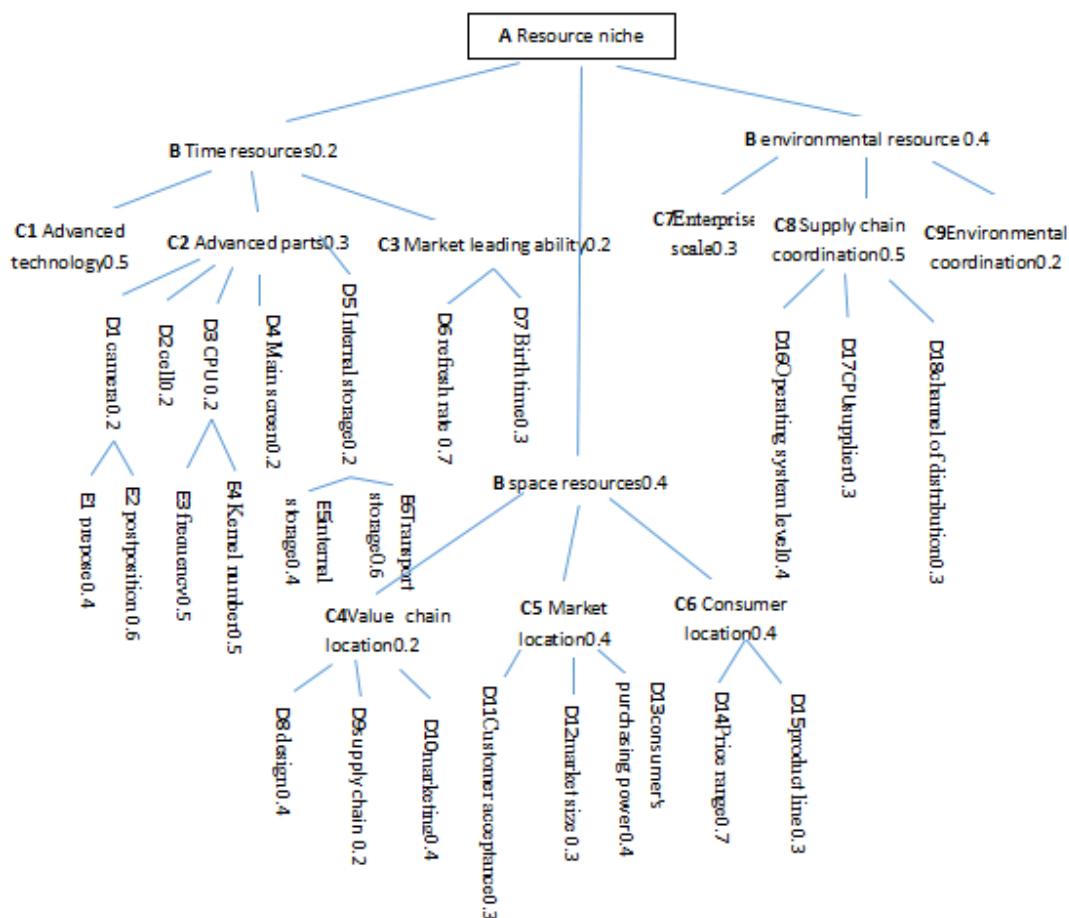 A Resource niche
B Time resources0.2
B environmental resource 0.4
C1 Advanced
technology0.5
C2 Advanced parts0.3
C3 Market leading ability0.2
C7Enterprise
scale0.3
C8 Supply chain
coordination0.5
C9Environmental
coordination0.2
D1 camera0.2
D2 cell0.2
D3 CPU 0.2
D4 Main screen0.2
D5 Internal storage0.2
D6 refresh rate 0.7
D7 Birth time0.3
D16Operating system level0.4
D17CPUsupplier0.3
D18channel of distribution0.3
E1 prepose0.4
E2 postposition 0.6
E3 frequency0.5
E4 Kernel number0.5
E5internal
storage0.4
E6Transport
storage0.6
B space resources0.4
C4Value chain
location0.2
C5 Market
location0.4
C6 Consumer
location0.4
D8 design0.4
D9supply chain 0.2
D10marketing0.4
D11Customer acceptance0.3
D12market size 0.3
D13consumer's
purchasing power0.4
D14Price range0.7
D15product line0.3